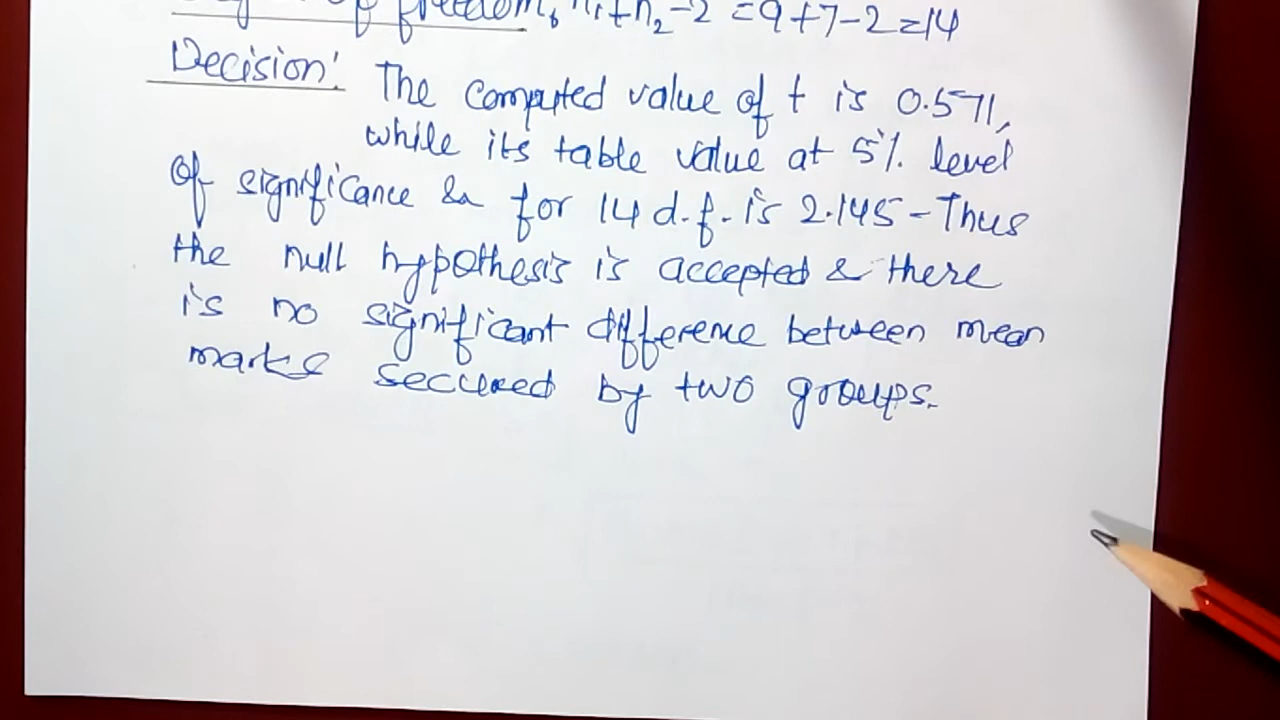 of freedom, n₁+n₂-2 = 9+7-2=14
Decision: The computed value of t is 0.571,
while its table value at 5% level
of significance & for 14 d.f. is 2.145 - Thus
the null hypothesis is accepted & there
is no significant difference between mean
marks secured by two groups.